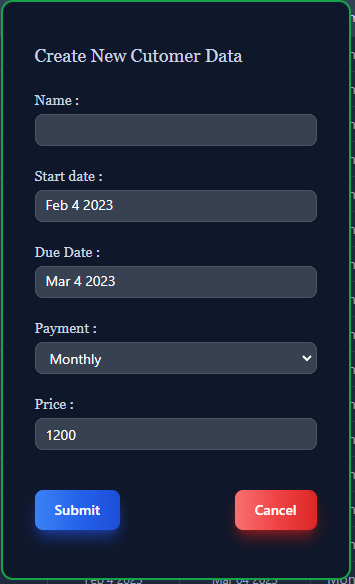 Create New Cutomer Data
Name :
Start date :
Feb 4 2023
Due Date :
Mar 4 2023
Payment :
Monthly
Price :
1200
Submit
Cancel
Feb 4 2023
Mar 04 2023
Mon